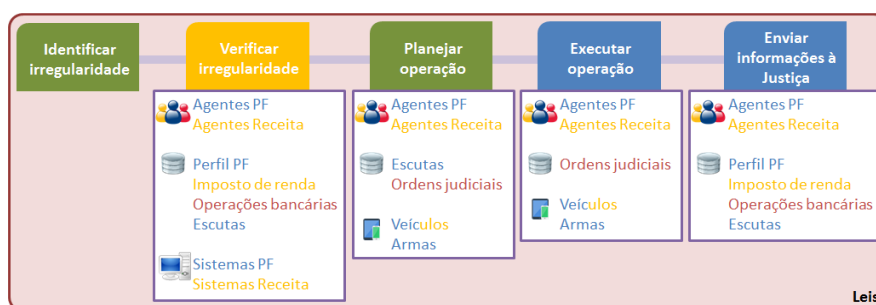 Identificar
irregularidade
Verificar
irregularidade
Planejar
operação
Executar
operação
Enviar
informações à
Justiça
Agentes PF
Agentes Receita
Perfil PF
Imposto de renda
Operações bancárias
Escutas
Sistemas PF
Sistemas Receita
Agentes PF
Agentes Receita
Escutas
Ordens judiciais
Veículos
Armas
Agentes PF
Agentes Receita
Ordens judiciais
Veículos
Armas
Agentes PF
Agentes Receita
Perfil PF
Imposto de renda
Operações bancárias
Escutas
Leis